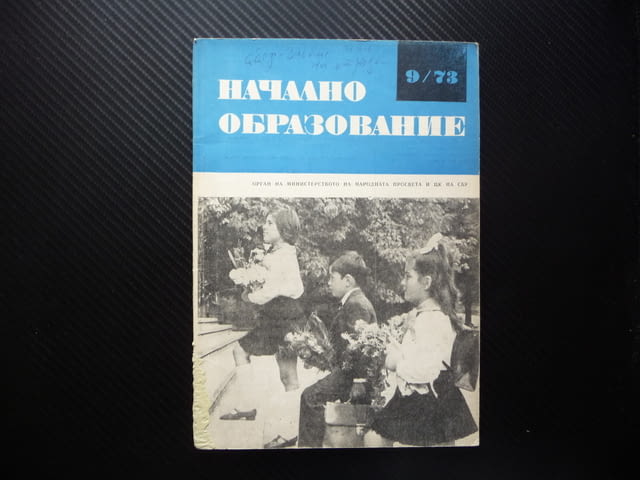 9/73
НАЧАЛНО
ОБРАЗОВАНИЕ
ОРГАН НА МИНИСТЕРСТВОТО НА НАРОДНАТА ПРОСВЕТА И ЦК НА СБУ